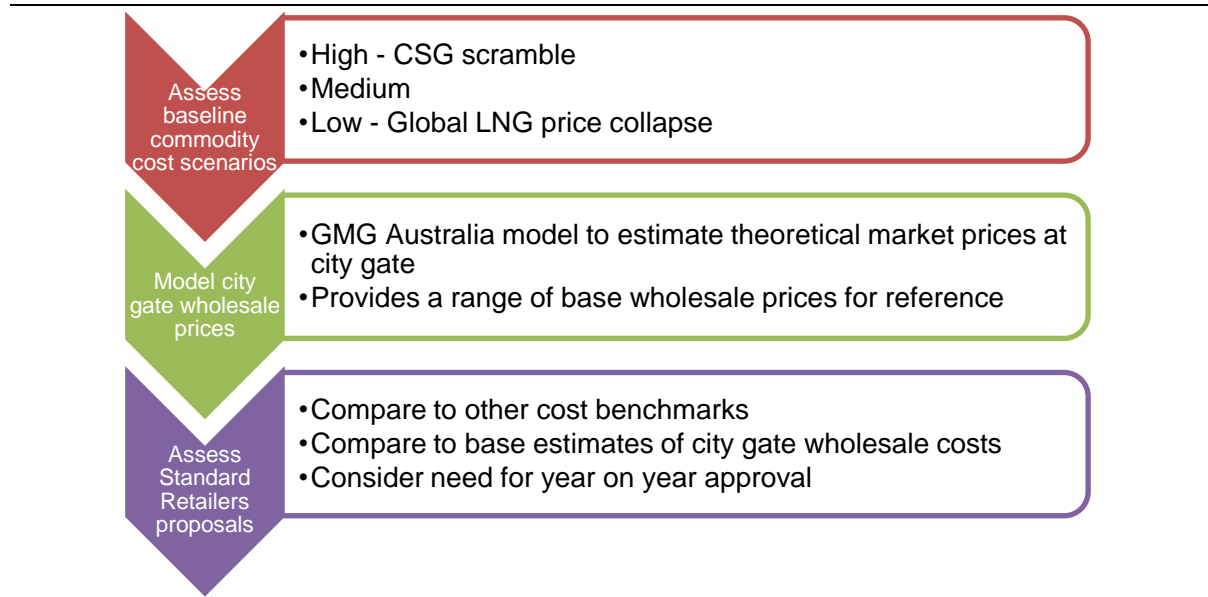 Assess
baseline
commodity
cost scenarios
•High - CSG scramble
•Medium
•Low - Global LNG price collapse
Model city
gate wholesale
prices
•GMG Australia model to estimate theoretical market prices at
city gate
•Provides a range of base wholesale prices for reference
Assess
Standard
Retailers
proposals
•Compare to other cost benchmarks
•Compare to base estimates of city gate wholesale costs
•Consider need for year on year approval